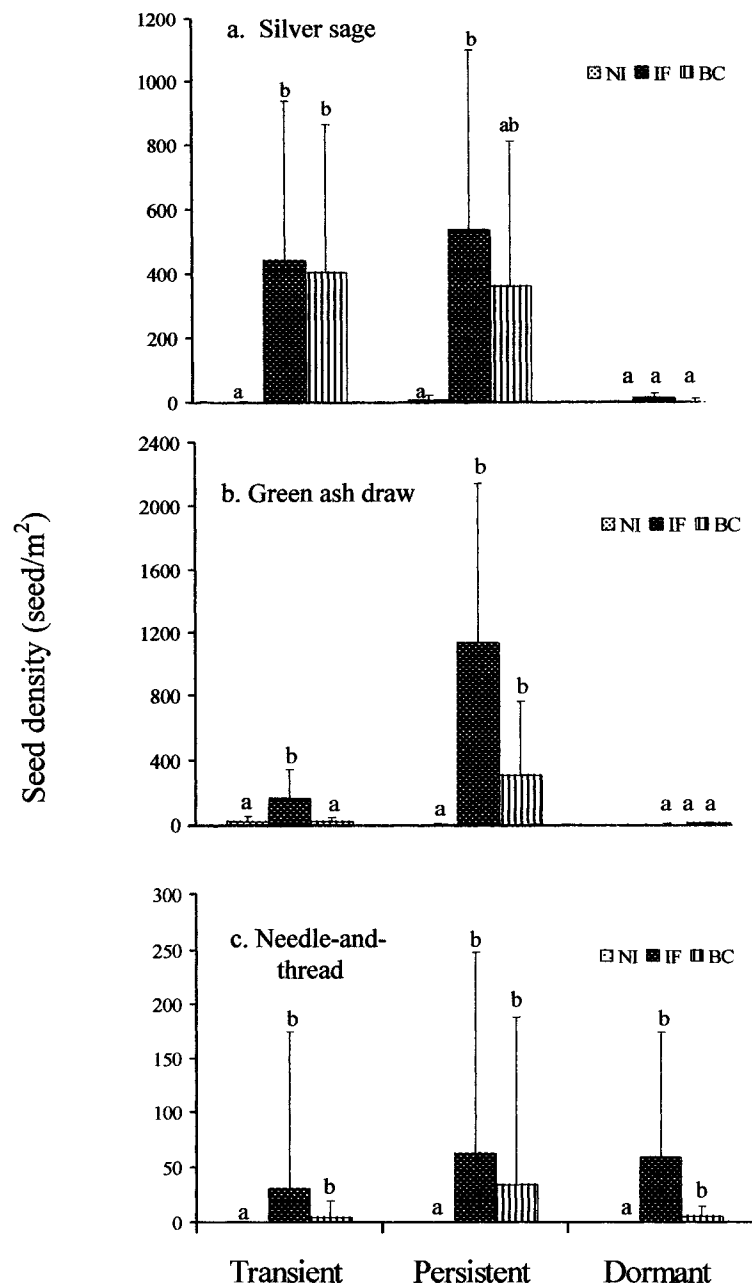 1200
a. Silver sage
b
NI IF BC
1000
b
b
ab
800
600
400
200
a
a
a a a
0
2400
b. Green ash draw
b
2000
NI IF BC
1600
1200
b
800
b
400
a
a
a
a a a
0
Seed density (seed/m²)
300
c. Needle-and-
thread
b
NI IF BC
250
200
b
b
b
150
100
50
a
b
a
a
b
0
Transient Persistent Dormant